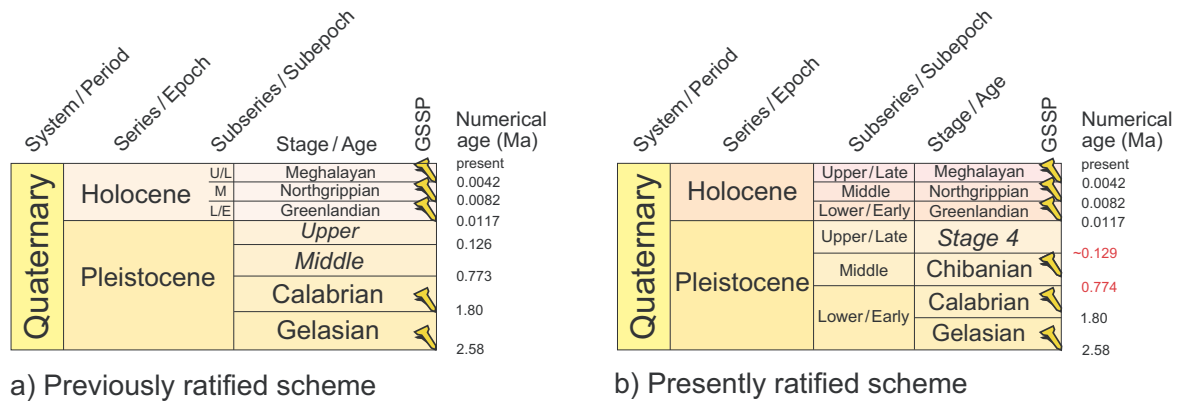 System / Period
Series / Epoch
Subseries / Subepoch
Stage / Age
GSSP
Numerical
age (Ma)
Quaternary
Holocene
U/L
Meghalayan
M
Northgrippian
L/E
Greenlandian
Pleistocene
Upper
Middle
Calabrian
Gelasian
present
0.0042
0.0082
0.0117
0.126
0.773
1.80
2.58
a) Previously ratified scheme
System / Period
Series / Epoch
Subseries / Subepoch
Stage / Age
GSSP
Numerical
age (Ma)
Quaternary
Holocene
Upper / Late
Meghalayan
Middle
Northgrippian
Lower / Early
Greenlandian
Pleistocene
Upper / Late
Stage 4
Middle
Chibanian
Lower / Early
Calabrian
Gelasian
present
0.0042
0.0082
0.0117
~0.129
0.774
1.80
2.58
b) Presently ratified scheme